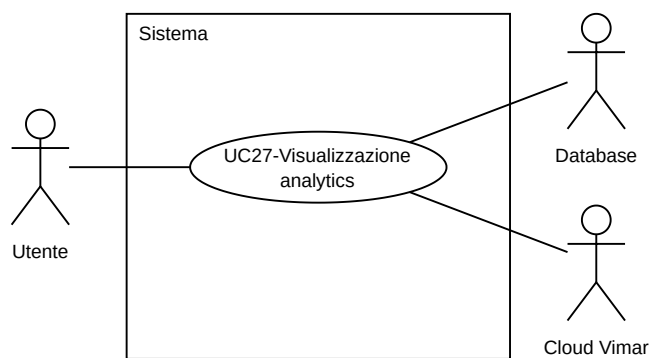 Sistema
UC27-Visualizzazione
analytics
Utente
Database
Cloud Vimar